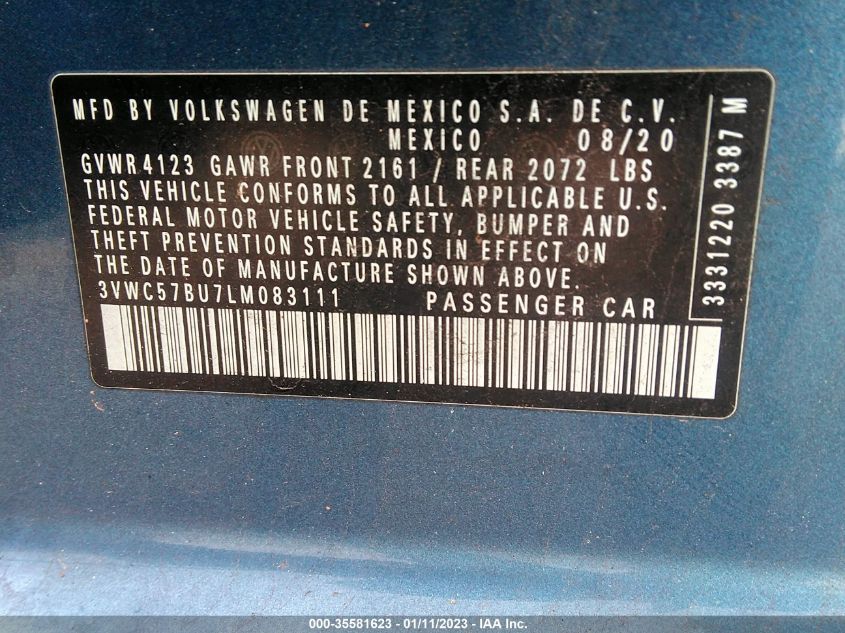 MFD BY VOLKSWAGEN DE MEXICO S.A. DE C.V.
MEXICO 08/20
GVWR 4123 GAWR FRONT 2161 / REAR 2072 LBS
THIS VEHICLE CONFORMS TO ALL APPLICABLE U.S.
FEDERAL MOTOR VEHICLE SAFETY, BUMPER AND
THEFT PREVENTION STANDARDS IN EFFECT ON
THE DATE OF MANUFACTURE SHOWN ABOVE.
3VWC57BU7LM083111 PASSENGER CAR
3331220 3387 M
000-35581623 - 01/11/2023 - IAA Inc.